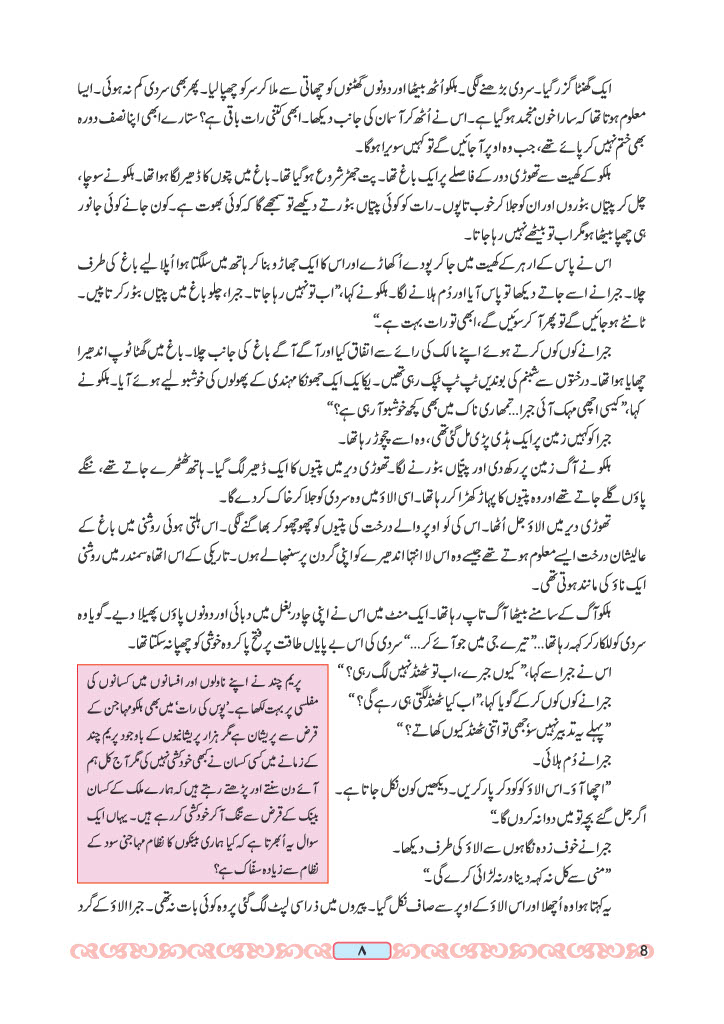 ایک گھنٹا گزر گیا۔ سردی بڑھنے لگی۔ ہلکو اُٹھ بیٹھا اور دونوں گھٹنوں کو چھاتی سے ملا کر سر کو چھپا لیا۔ پھر بھی سردی کم نہ ہوئی۔ ایسا
معلوم ہوتا تھا کہ سارا خون منجمد ہو گیا ہے۔ اس نے اُٹھ کر آسمان کی جانب دیکھا۔ ابھی کتنی رات باقی ہے؟ ستارے ابھی اپنا نصف دورہ
بھی ختم نہیں کر پائے تھے، جب وہ اوپر آجائیں گے تو کہیں سویرا ہوگا۔
ہلکو کے کھیت سے تھوڑی دور کے فاصلے پر ایک باغ تھا۔ پت جھڑ شروع ہو گیا تھا۔ باغ میں پتوں کا ڈھیر لگا ہوا تھا۔ ہلکو نے سوچا،
چل کر پتیاں بٹوروں اور ان کو جلا کر خوب تاپوں۔ رات کو کوئی پتیاں بٹورتے دیکھے تو سمجھے گا کہ کوئی بھوت ہے۔ کون جانے کوئی جانور
ہی چھپا بیٹھا ہو مگر اب تو بیٹھے نہیں رہا جاتا۔
اس نے پاس کے ارہر کے کھیت میں جا کر پودے اُکھاڑے اور اس کا ایک جھاڑو بنا کر ہاتھ میں سلگتا ہوا اُپلا لیے باغ کی طرف
چلا۔ جبرا نے اسے جاتے دیکھا تو پاس آیا اور دُم ہلانے لگا۔ ہلکو نے کہا، ”اب تو نہیں رہا جاتا۔ جبرا، چلو باغ میں پتیاں بٹور کر تاپیں۔
ٹانٹے ہوجائیں گے تو پھر آ کر سوئیں گے، ابھی تو رات بہت ہے۔“
جبرا نے کوں کوں کرتے ہوئے اپنے مالک کی رائے سے اتفاق کیا اور آگے آگے باغ کی جانب چلا۔ باغ میں گھٹا ٹوپ اندھیرا
چھایا ہوا تھا۔ درختوں سے شبنم کی بوندیں ٹپ ٹپ ٹپک رہی تھیں۔ یکایک ایک جھونکا مہندی کے پھولوں کی خوشبو لیے ہوئے آیا۔ ہلکو نے
کہا، ”کیسی اچھی مہک آئی جبرا... تمھاری ناک میں بھی کچھ خوشبو آرہی ہے؟“
جبرا کو کہیں زمین پر ایک ہڈی پڑی مل گئی تھی، وہ اسے چچوڑ رہا تھا۔
ہلکو نے آگ زمین پر رکھ دی اور پتیّاں بٹورنے لگا۔ تھوڑی دیر میں پتیوں کا ایک ڈھیر لگ گیا۔ ہاتھ ٹھٹھرے جاتے تھے، ننگے
پاؤں گلے جاتے تھے اور وہ پتیوں کا پہاڑ کھڑا کر رہا تھا۔ اسی الاؤ میں وہ سردی کو جلا کر خاک کر دے گا۔
تھوڑی دیر میں الاؤ جل اُٹھا۔ اس کی لَو اوپر والے درخت کی پتیوں کو چھو چھو کر بھاگنے لگی۔ اس ہلتی ہوئی روشنی میں باغ کے
عالیشان درخت ایسے معلوم ہوتے تھے جیسے وہ اس لا انتہا اندھیرے کو اپنی گردن پر سنبھالے ہوں۔ تاریکی کے اس اتھاہ سمندر میں روشنی
ایک ناؤ کی مانند ہوتی تھی۔
ہلکو آگ کے سامنے بیٹھا آگ تاپ رہا تھا۔ ایک منٹ میں اس نے اپنی چادر بغل میں دبائی اور دونوں پاؤں پھیلا دیے۔ گویا وہ
سردی کو للکار کر کہہ رہا تھا ...”تیرے جی میں جو آئے کر...“ سردی کی اس بے پایاں طاقت پر فتح پا کر وہ خوشی کو چھپا نہ سکتا تھا۔
اس نے جبرا سے کہا، ”کیوں جبرے، اب تو ٹھنڈ نہیں لگ رہی؟“
جبرا نے کوں کوں کر کے گویا کہا، ”اب کیا ٹھنڈ لگتی ہی رہے گی؟“
”پہلے یہ تدبیر نہیں سوٗجھی تو اتنی ٹھنڈ کیوں کھاتے؟“
جبرا نے دُم ہلائی۔
”اچھا آؤ۔ اس الاؤ کو کود کر پار کریں۔ دیکھیں کون نکل جاتا ہے۔
اگر جل گئے بچہ تو میں دوا نہ کروں گا۔“
جبرا نے خوف زدہ نگاہوں سے الاؤ کی طرف دیکھا۔
”منی سے کل نہ کہہ دینا ورنہ لڑائی کرے گی۔“
پریم چند نے اپنے ناولوں اور افسانوں میں کسانوں کی
مفلسی پر بہت لکھا ہے۔ ’پوس کی رات‘ میں بھی ہلکو مہاجن کے
قرض سے پریشان ہے مگر ہزار پریشانیوں کے باوجود پریم چند
کے زمانے میں کسی کسان نے کبھی خودکشی نہیں کی مگر آج کل ہم
آئے دن سنتے اور پڑھتے رہتے ہیں کہ ہمارے ملک کے کسان
بینک کے قرض سے تنگ آ کر خودکشی کر رہے ہیں۔ یہاں ایک
سوال یہ اُبھرتا ہے کہ کیا ہماری بینکوں کا نظام مہاجنی سود کے
نظام سے زیادہ سفّاک ہے؟
یہ کہتا ہوا وہ اُچھلا اور اس الاؤ کے اوپر سے صاف نکل گیا۔ پیروں میں ذرا سی لپٹ لگ گئی پر وہ کوئی بات نہ تھی۔ جبرا الاؤ کے گرد
۸
8